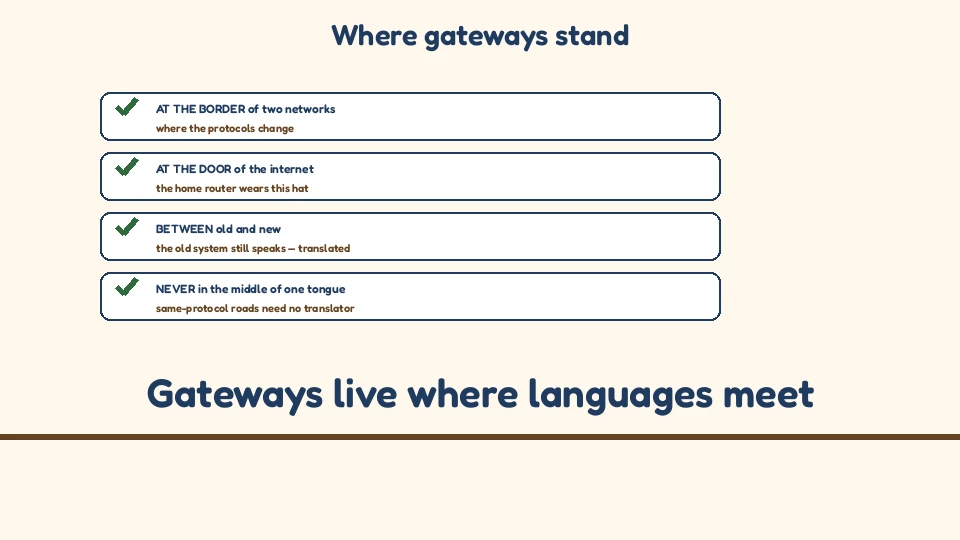 Where gateways stand
AT THE BORDER of two networks
where the protocols change
AT THE DOOR of the internet
the home router wears this hat
BETWEEN old and new
the old system still speaks – translated
NEVER in the middle of one tongue
same-protocol roads need no translator
Gateways live where languages meet